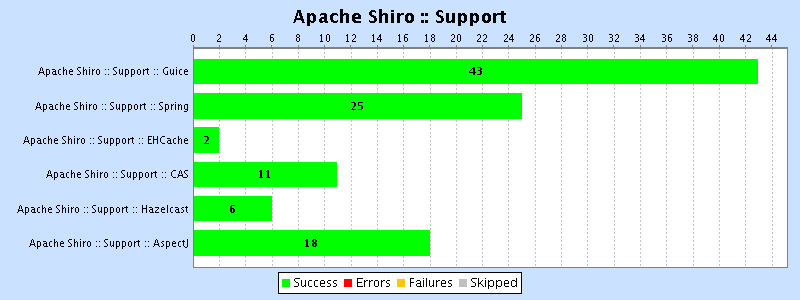 Apache Shiro :: Support
0 2 4 6 8 10 12 14 16 18 20 22 24 26 28 30 32 34 36 38 40 42 44
Apache Shiro :: Support :: Guice 43
Apache Shiro :: Support :: Spring 25
Apache Shiro :: Support :: EHCache 2
Apache Shiro :: Support :: CAS 11
Apache Shiro :: Support :: Hazelcast 6
Apache Shiro :: Support :: AspectJ 18
Success Errors Failures Skipped